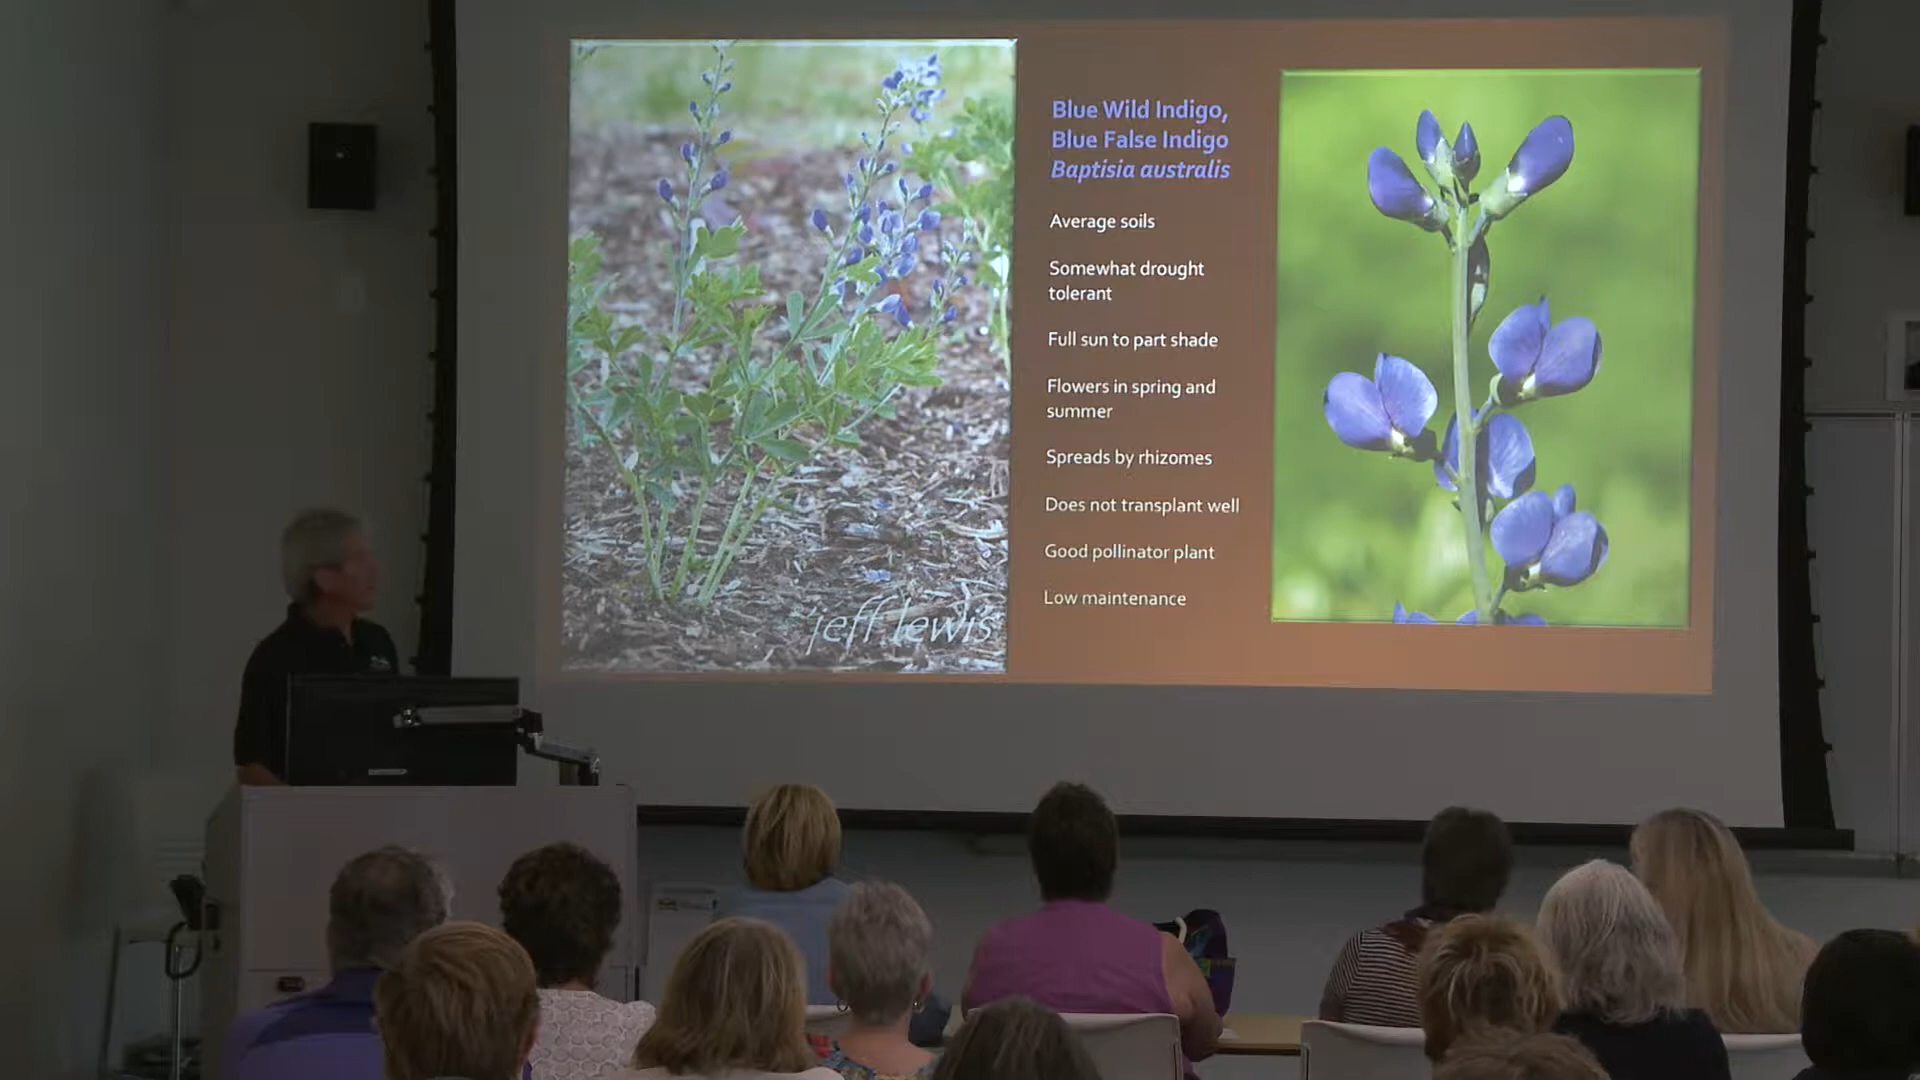 Blue Wild Indigo,
Blue False Indigo
Baptisia australis
Average soils
Somewhat drought
tolerant
Full sun to part shade
Flowers in spring and
summer
Spreads by rhizomes
Does not transplant well
Good pollinator plant
Low maintenance
jeff lewis